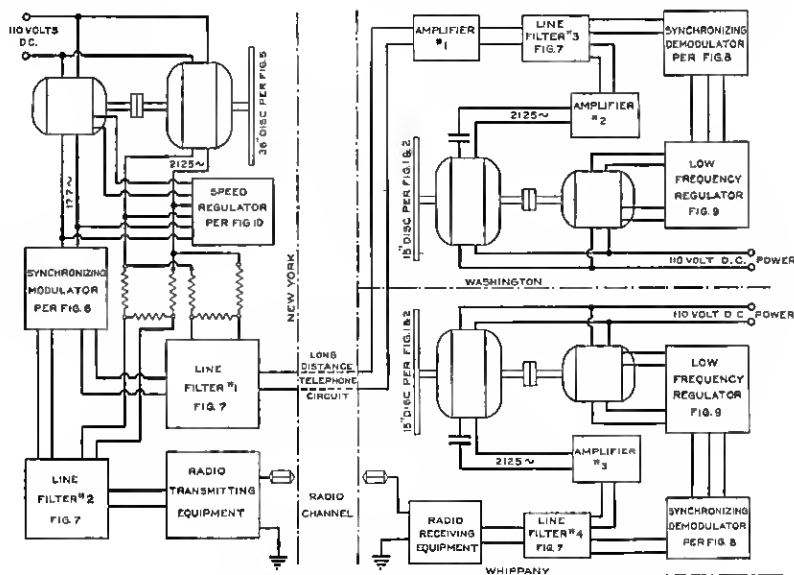 110 VOLTS
D.C.
36" DISC PER FIG.5
2125 ~
17.7 ~
SPEED
REGULATOR
PER FIG 10
SYNCHRONIZING
MODULATOR
PER FIG. 6
LINE
FILTER #1
FIG. 7
LINE
FILTER #2
FIG. 7
RADIO
TRANSMITTING
EQUIPMENT
NEW YORK
LONG
DISTANCE
TELEPHONE
CIRCUIT
RADIO
CHANNEL
AMPLIFIER
#1
LINE
FILTER #3
FIG. 7
SYNCHRONIZING
DEMODULATOR
PER FIG. 8
AMPLIFIER
#2
2125 ~
15" DISC PER FIG. 1 & 2
LOW
FREQUENCY
REGULATOR
FIG. 9
110 VOLT D.C. POWER
WASHINGTON
110 VOLT D C POWER
15" DISC PER FIG. 1 & 2
LOW
FREQUENCY
REGULATOR
FIG. 9
2125 ~
AMPLIFIER
#3
RADIO
RECEIVING
EQUIPMENT
LINE
FILTER #4
FIG. 7
SYNCHRONIZING
DEMODULATOR
PER FIG. 8
WHIPPANY